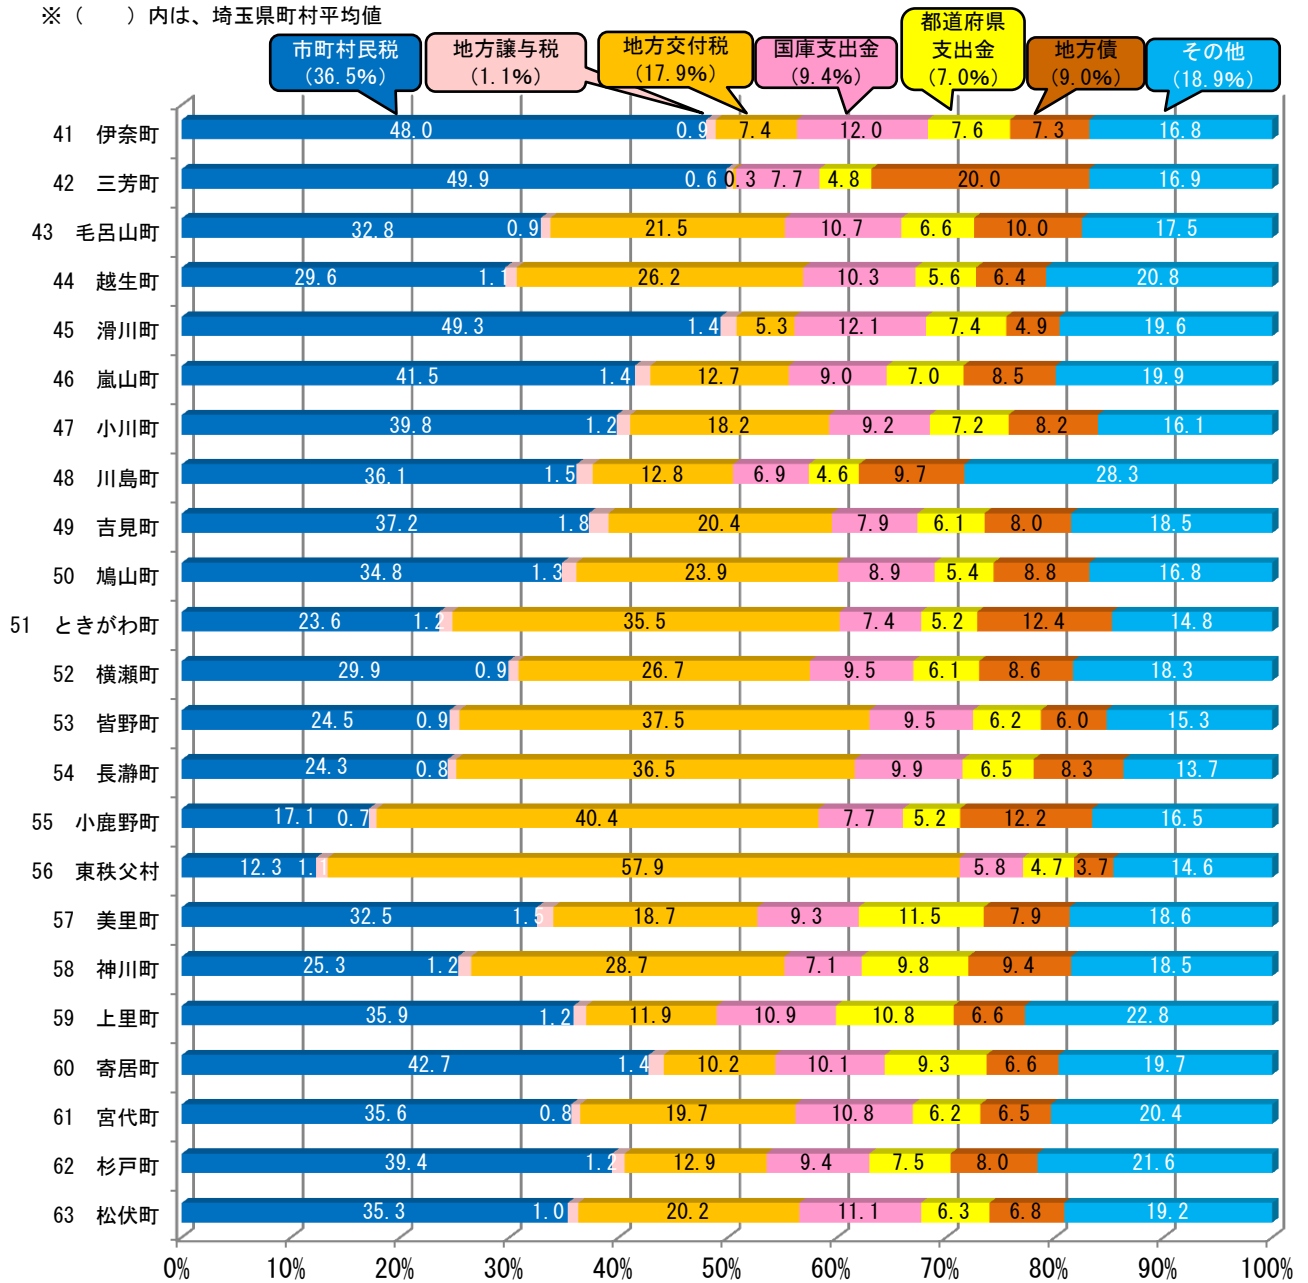 ※（　　）内は、埼玉県町村平均値
市町村民税
（36.5%）
地方譲与税
（1.1%）
地方交付税
（17.9%）
国庫支出金
（9.4%）
都道府県
支出金
（7.0%）
地方債
（9.0%）
その他
（18.9%）
41 伊奈町 48.0 0.9 7.4 12.0 7.6 7.3 16.8
42 三芳町 49.9 0.6 0.3 7.7 4.8 20.0 16.9
43 毛呂山町 32.8 0.9 21.5 10.7 6.6 10.0 17.5
44 越生町 29.6 1.1 26.2 10.3 5.6 6.4 20.8
45 滑川町 49.3 1.4 5.3 12.1 7.4 4.9 19.6
46 嵐山町 41.5 1.4 12.7 9.0 7.0 8.5 19.9
47 小川町 39.8 1.2 18.2 9.2 7.2 8.2 16.1
48 川島町 36.1 1.5 12.8 6.9 4.6 9.7 28.3
49 吉見町 37.2 1.8 20.4 7.9 6.1 8.0 18.5
50 鳩山町 34.8 1.3 23.9 8.9 5.4 8.8 16.8
51 ときがわ町 23.6 1.2 35.5 7.4 5.2 12.4 14.8
52 横瀬町 29.9 0.9 26.7 9.5 6.1 8.6 18.3
53 皆野町 24.5 0.9 37.5 9.5 6.2 6.0 15.3
54 長瀞町 24.3 0.8 36.5 9.9 6.5 8.3 13.7
55 小鹿野町 17.1 0.7 40.4 7.7 5.2 12.2 16.5
56 東秩父村 12.3 1.1 57.9 5.8 4.7 3.7 14.6
57 美里町 32.5 1.5 18.7 9.3 11.5 7.9 18.6
58 神川町 25.3 1.2 28.7 7.1 9.8 9.4 18.5
59 上里町 35.9 1.2 11.9 10.9 10.8 6.6 22.8
60 寄居町 42.7 1.4 10.2 10.1 9.3 6.6 19.7
61 宮代町 35.6 0.8 19.7 10.8 6.2 6.5 20.4
62 杉戸町 39.4 1.2 12.9 9.4 7.5 8.0 21.6
63 松伏町 35.3 1.0 20.2 11.1 6.3 6.8 19.2
0% 10% 20% 30% 40% 50% 60% 70% 80% 90% 100%